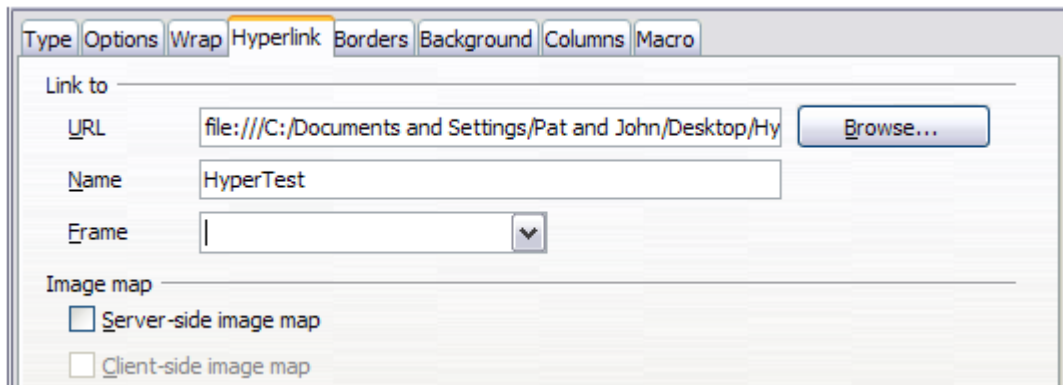 Type Options Wrap Hyperlink Borders Background Columns Macro
Link to
URL file:///C:/Documents and Settings/Pat and John/Desktop/Hy Browse...
Name HyperTest
Frame
Image map
Server-side image map
Client-side image map